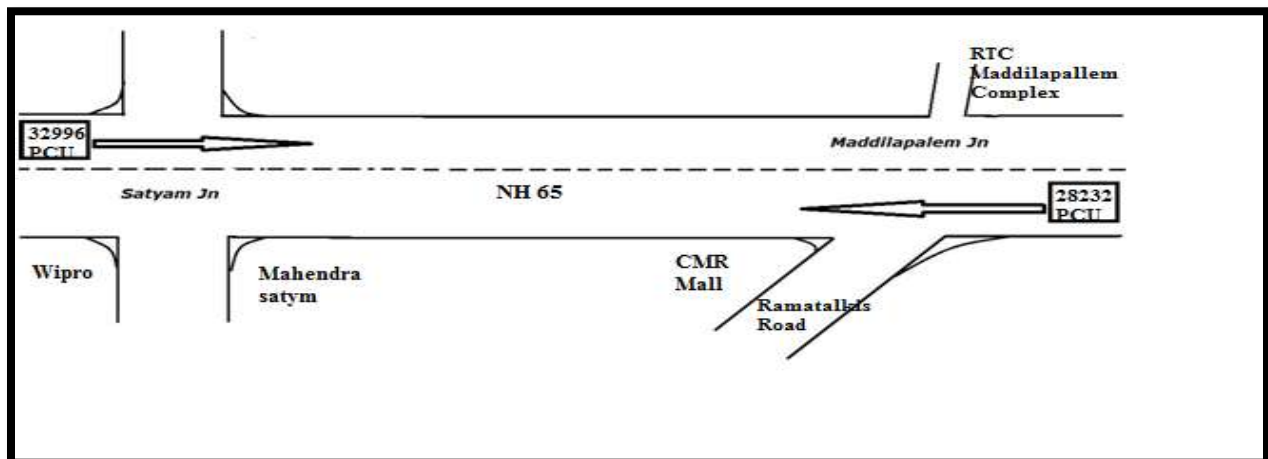 RTC
Maddilapallem
Complex
32996
PCU
Maddilapalem Jn
Satyam Jn
NH 65
28232
PCU
Wipro
Mahendra
satym
CMR
Mall
Ramatalkis
Road